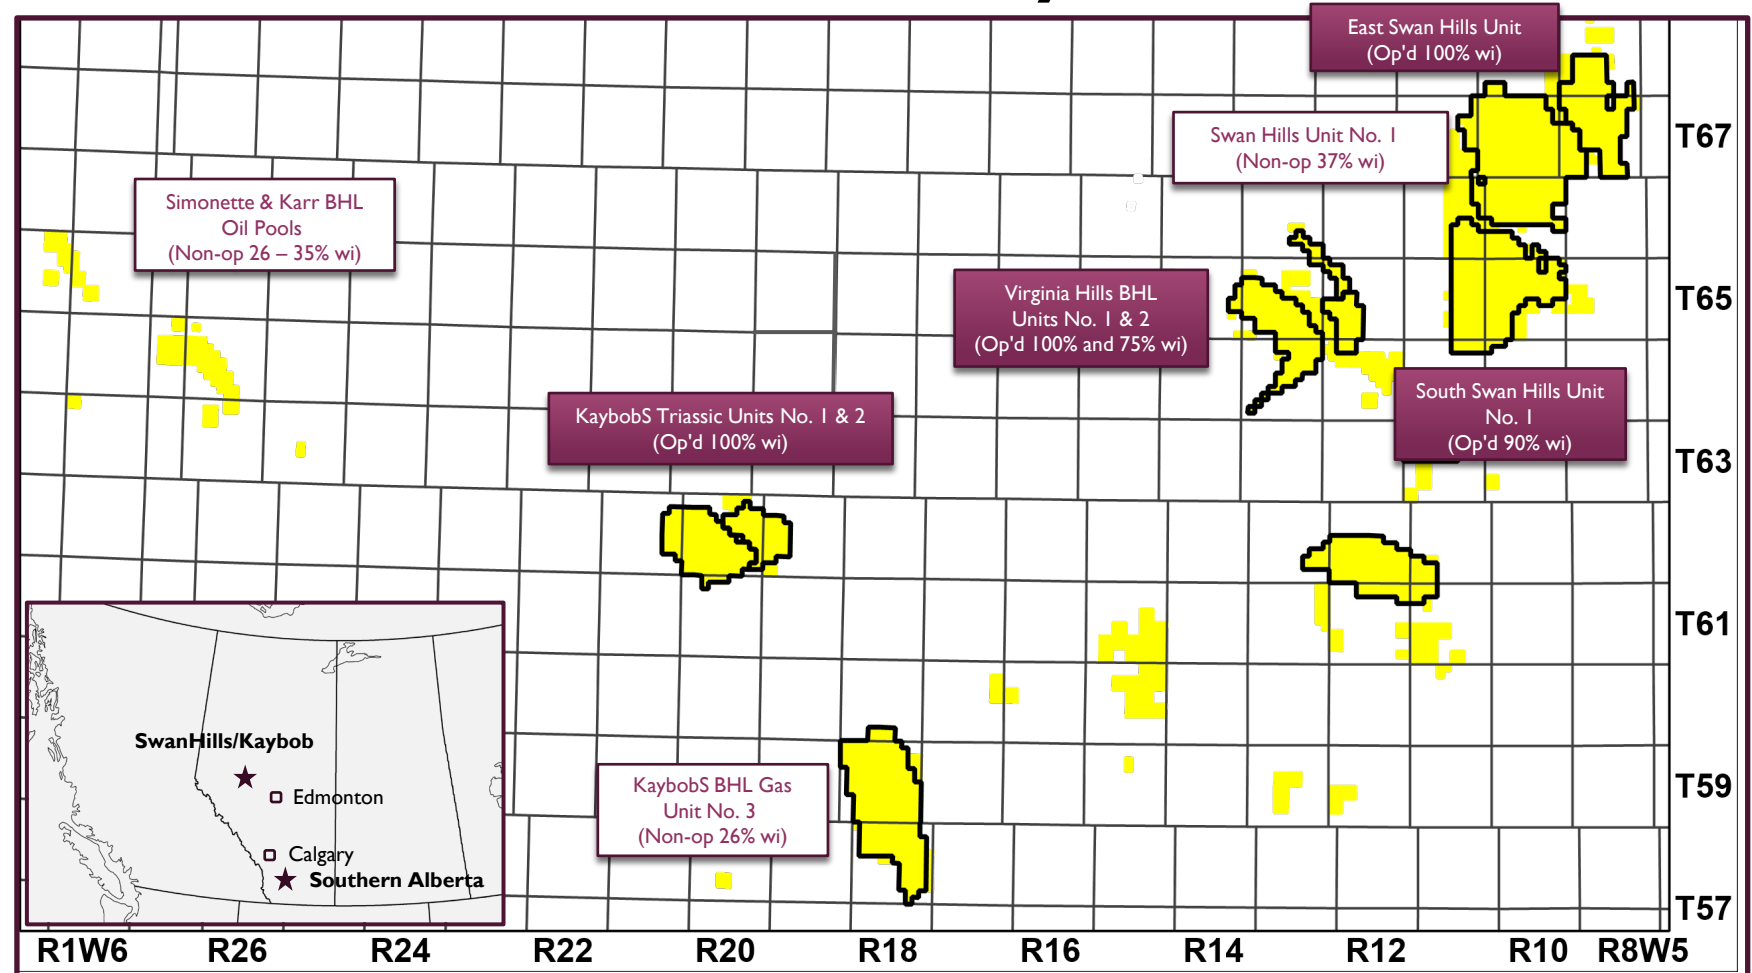 East Swan Hills Unit
(Op'd 100% wi)
Swan Hills Unit No. 1
(Non-op 37% wi)
T67
Simonette & Karr BHL
Oil Pools
(Non-op 26 – 35% wi)
Virginia Hills BHL
Units No. 1 & 2
(Op'd 100% and 75% wi)
T65
South Swan Hills Unit
No. 1
(Op'd 90% wi)
KaybobS Triassic Units No. 1 & 2
(Op'd 100% wi)
T63
T61
SwanHills/Kaybob
Edmonton
Calgary
Southern Alberta
KaybobS BHL Gas
Unit No. 3
(Non-op 26% wi)
T59
T57
R1W6 R26 R24 R22 R20 R18 R16 R14 R12 R10 R8W5